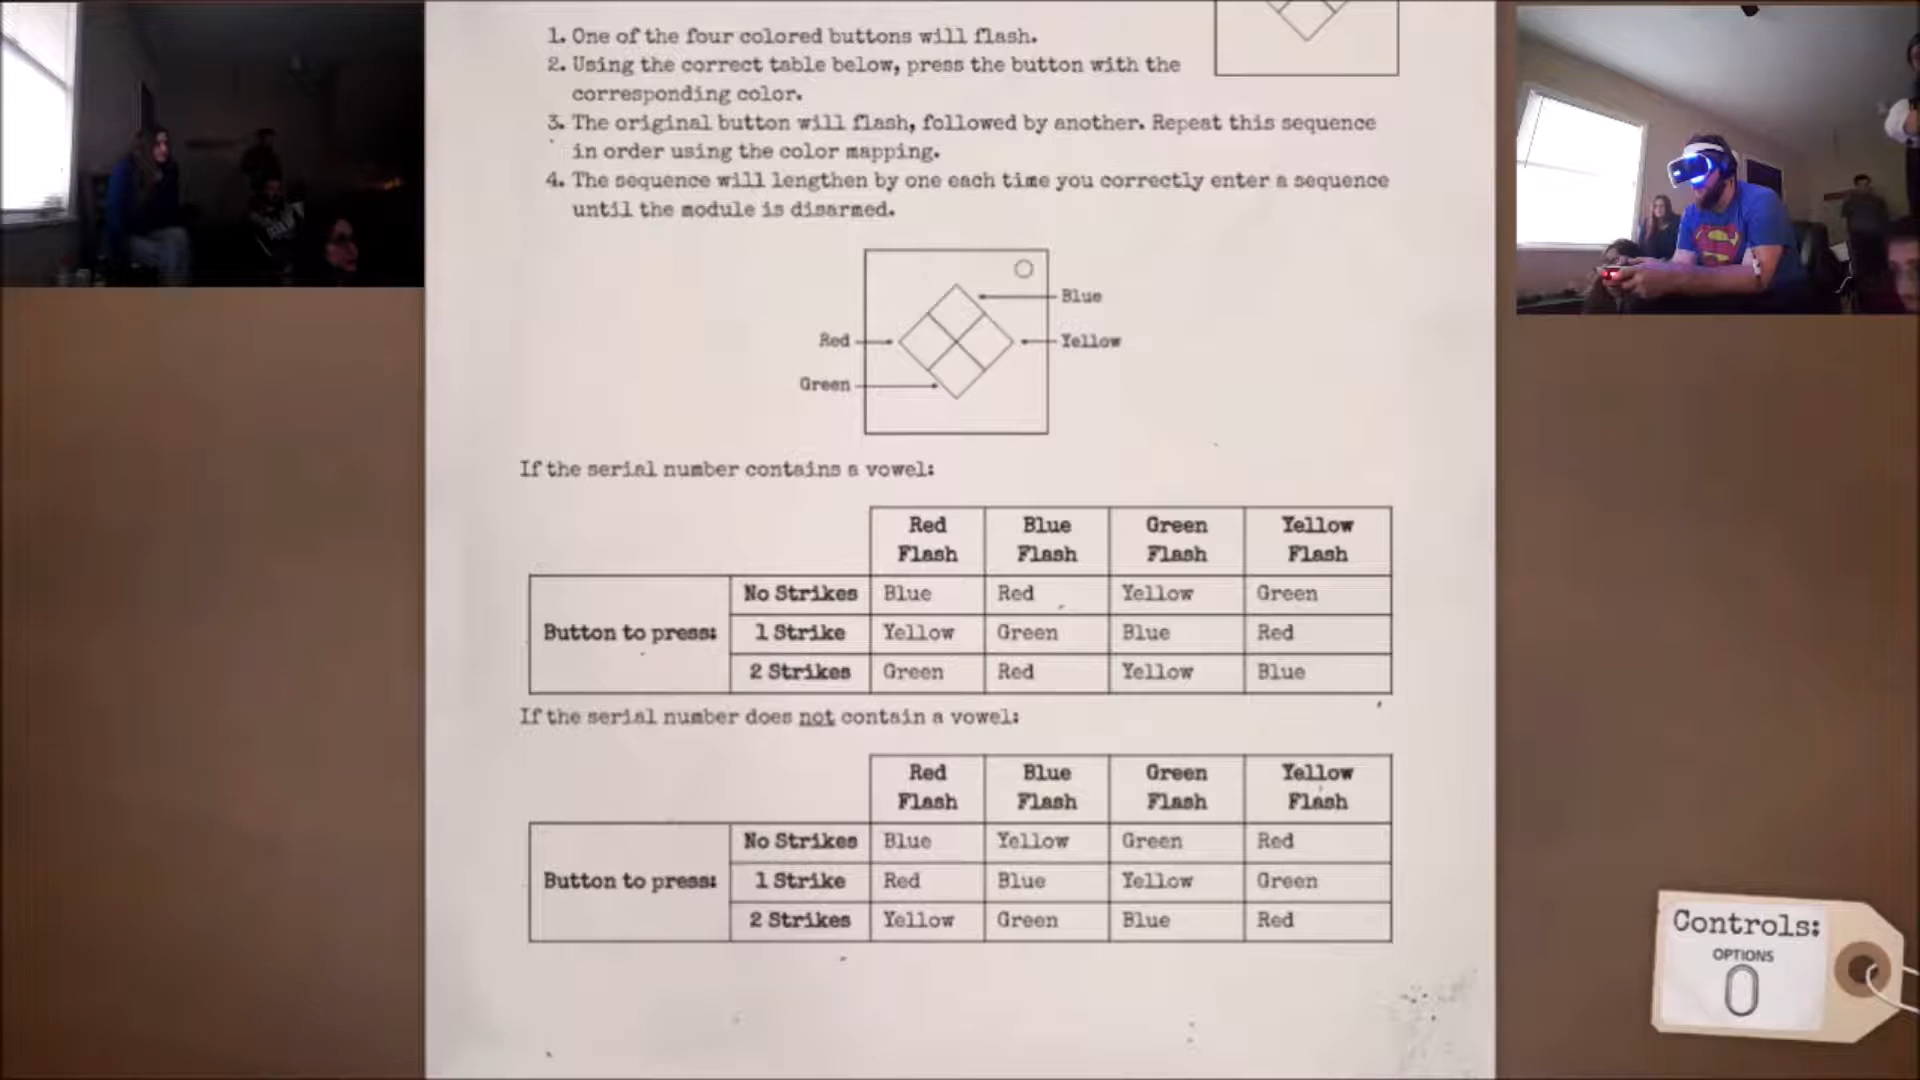 1. One of the four colored buttons will flash.
2. Using the correct table below, press the button with the
corresponding color.
3. The original button will flash, followed by another. Repeat this sequence
in order using the color mapping.
4. The sequence will lengthen by one each time you correctly enter a sequence
until the module is disarmed.
Blue
Red
Yellow
Green
If the serial number contains a vowel:
Red Flash Blue Flash Green Flash Yellow Flash
Button to press:
No Strikes Blue Red Yellow Green
1 Strike Yellow Green Blue Red
2 Strikes Green Red Yellow Blue
If the serial number does not contain a vowel:
Red Flash Blue Flash Green Flash Yellow Flash
Button to press:
No Strikes Blue Yellow Green Red
1 Strike Red Blue Yellow Green
2 Strikes Yellow Green Blue Red
Controls:
OPTIONS